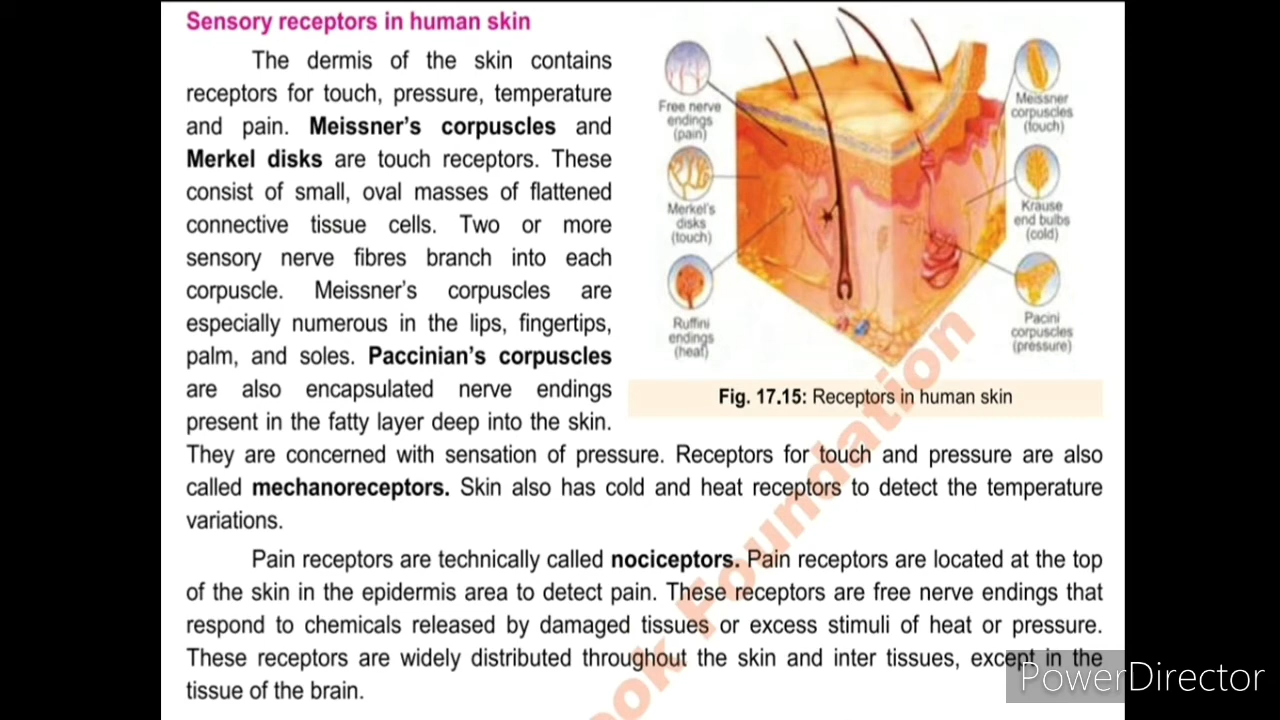 Sensory receptors in human skin
The dermis of the skin contains
receptors for touch, pressure, temperature
and pain. Meissner's corpuscles and
Merkel disks are touch receptors. These
consist of small, oval masses of flattened
connective tissue cells. Two or more
sensory nerve fibres branch into each
corpuscle. Meissner's corpuscles are
especially numerous in the lips, fingertips,
palm, and soles. Paccinian's corpuscles
are also encapsulated nerve endings
present in the fatty layer deep into the skin.
They are concerned with sensation of pressure. Receptors for touch and pressure are also
called mechanoreceptors. Skin also has cold and heat receptors to detect the temperature
variations.
Pain receptors are technically called nociceptors. Pain receptors are located at the top
of the skin in the epidermis area to detect pain. These receptors are free nerve endings that
respond to chemicals released by damaged tissues or excess stimuli of heat or pressure.
These receptors are widely distributed throughout the skin and inter tissues, except in the
tissue of the brain.
Free nerve
endings
(pain)
Merkel's
disks
(touch)
Ruffini
endings
(heat)
Meissner
corpuscles
(touch)
Krause
end bulbs
(cold)
Pacini
corpuscles
(pressure)
Fig. 17.15: Receptors in human skin
ook Foundation
PowerDirector